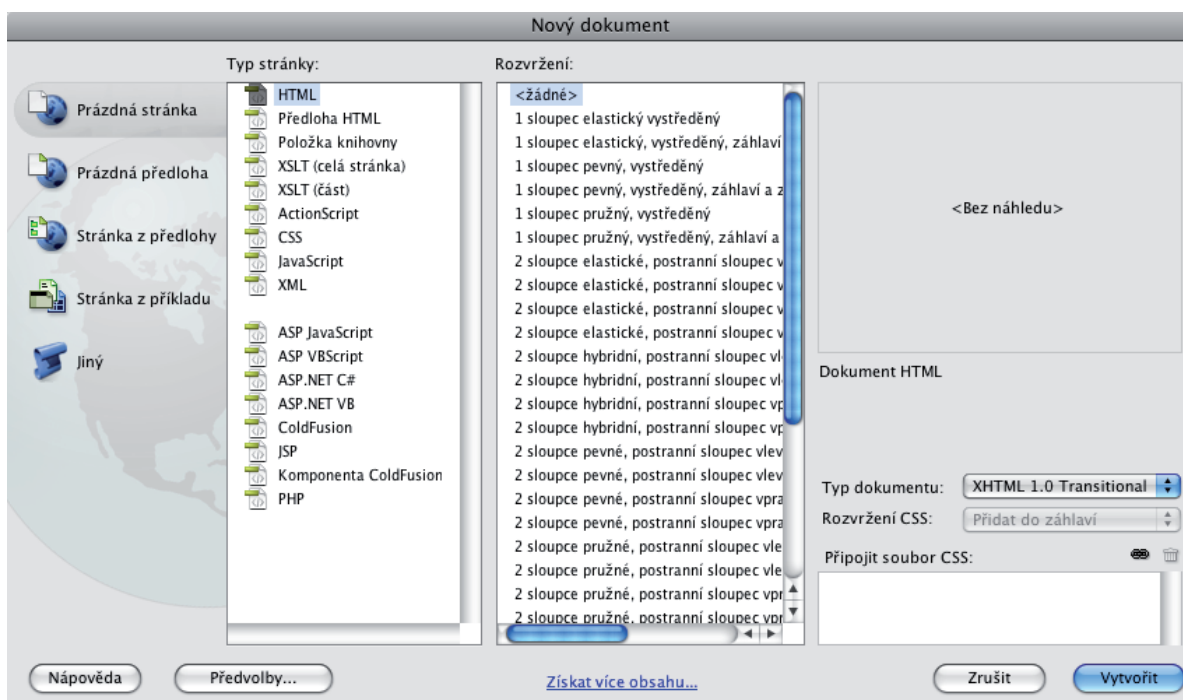 Nový dokument
Prázdná stránka
Prázdná předloha
Stránka z předlohy
Stránka z příkladu
Jiný
Typ stránky:
HTML
Předloha HTML
Položka knihovny
XSLT (celá stránka)
XSLT (část)
ActionScript
CSS
JavaScript
XML
ASP JavaScript
ASP VBScript
ASP.NET C#
ASP.NET VB
ColdFusion
JSP
Komponenta ColdFusion
PHP
Rozvržení:
<žádné>
1 sloupec elastický vystředěný
1 sloupec elastický, vystředěný, záhlaví
1 sloupec pevný, vystředěný
1 sloupec pevný, vystředěný, záhlaví a z
1 sloupec pružný, vystředěný
1 sloupec pružný, vystředěný, záhlaví a
2 sloupce elastické, postranní sloupec v
2 sloupce elastické, postranní sloupec v
2 sloupce elastické, postranní sloupec v
2 sloupce elastické, postranní sloupec v
2 sloupce hybridní, postranní sloupec vl
2 sloupce hybridní, postranní sloupec vl
2 sloupce hybridní, postranní sloupec vp
2 sloupce hybridní, postranní sloupec vp
2 sloupce pevné, postranní sloupec vlev
2 sloupce pevné, postranní sloupec vlev
2 sloupce pevné, postranní sloupec vpra
2 sloupce pevné, postranní sloupec vpra
2 sloupce pružné, postranní sloupec vle
2 sloupce pružné, postranní sloupec vle
2 sloupce pružné, postranní sloupec vpr
2 sloupce pružné, postranní sloupec vpr
<Bez náhledu>
Dokument HTML
Typ dokumentu: XHTML 1.0 Transitional
Rozvržení CSS: Přidat do záhlaví
Připojit soubor CSS:
Nápověda
Předvolby...
Získat více obsahu...
Zrušit
Vytvořit